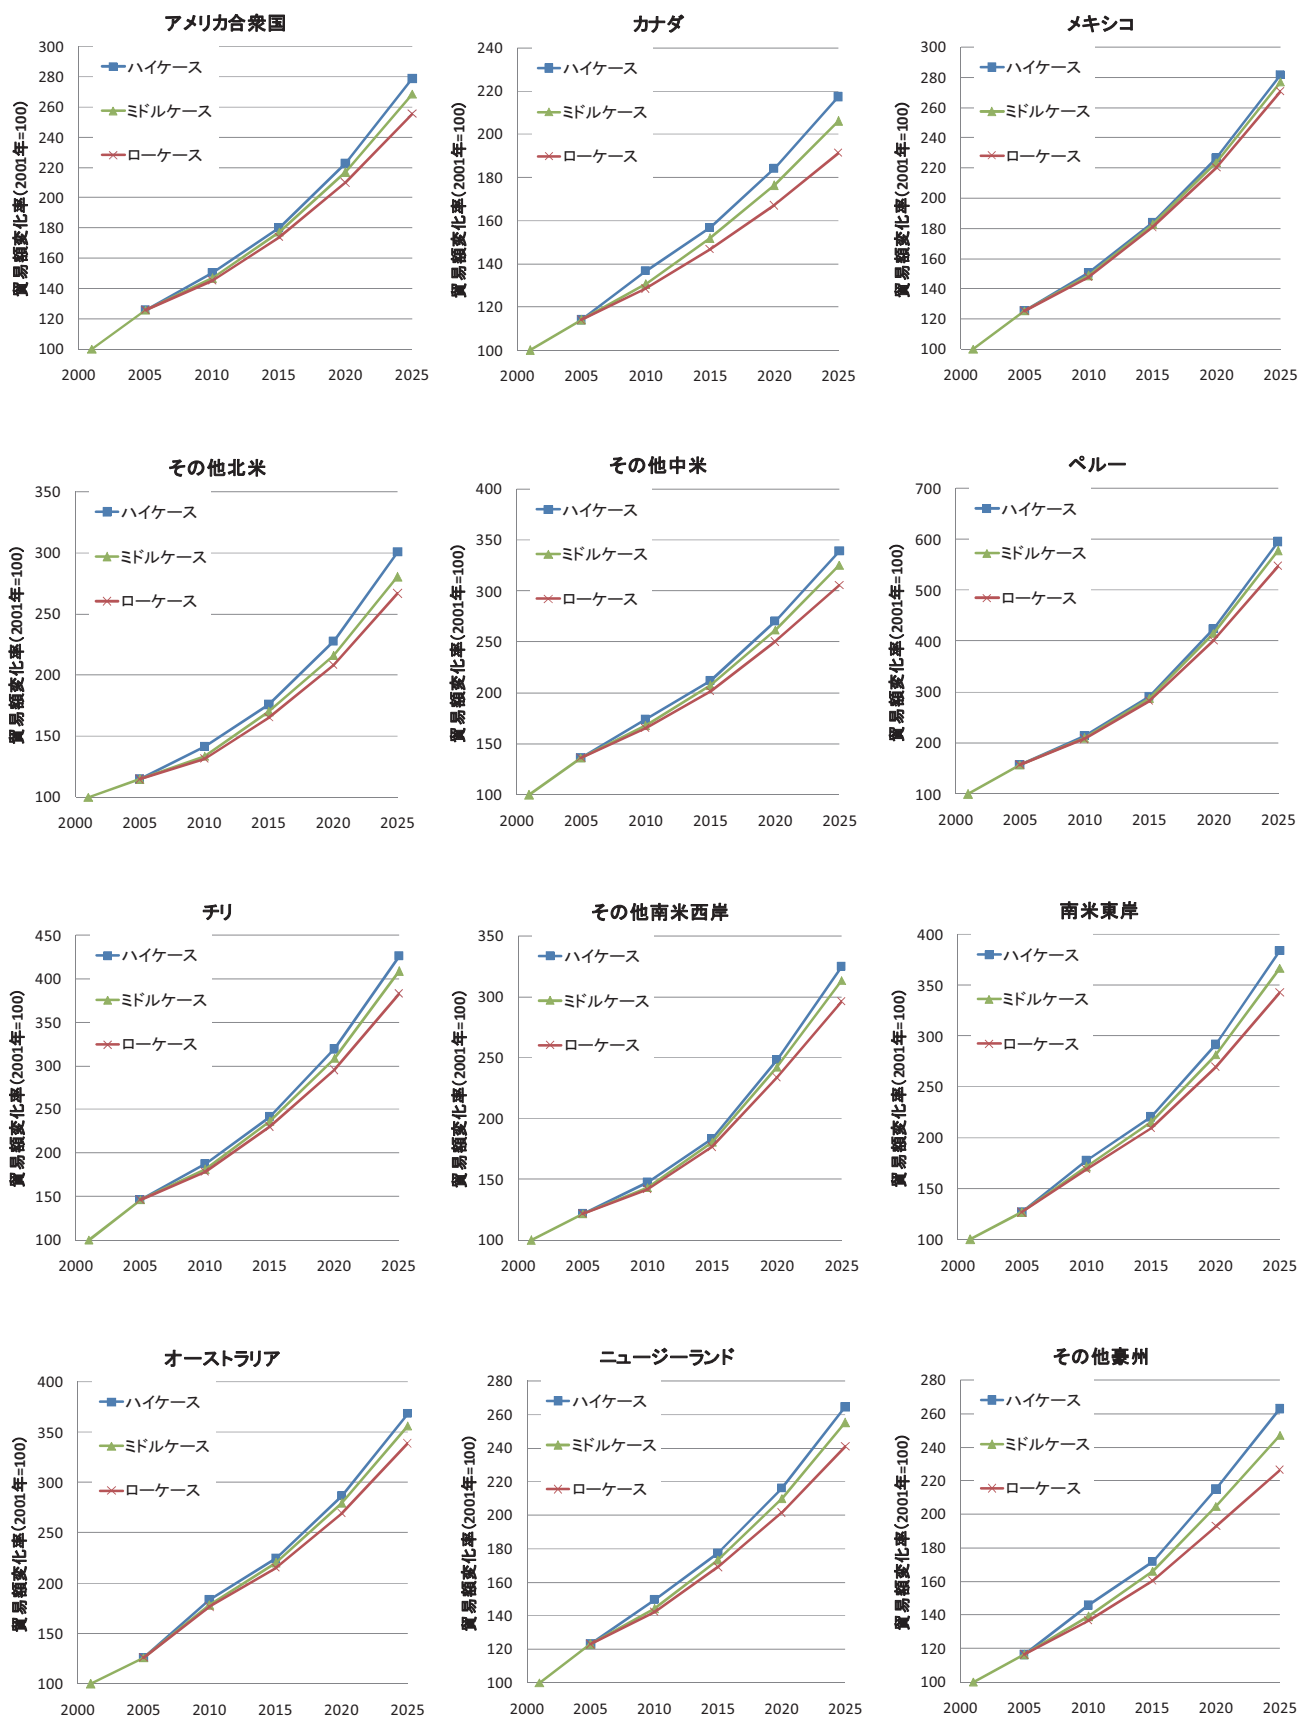 アメリカ合衆国
貿易額変化率(2001年=100)
300
280
260
240
220
200
180
160
140
120
100
ハイケース
ミドルケース
ローケース
2000 2005 2010 2015 2020 2025
カナダ
貿易額変化率(2001年=100)
240
220
200
180
160
140
120
100
ハイケース
ミドルケース
ローケース
2000 2005 2010 2015 2020 2025
メキシコ
貿易額変化率(2001年=100)
300
280
260
240
220
200
180
160
140
120
100
ハイケース
ミドルケース
ローケース
2000 2005 2010 2015 2020 2025
その他北米
貿易額変化率(2001年=100)
350
300
250
200
150
100
ハイケース
ミドルケース
ローケース
2000 2005 2010 2015 2020 2025
その他中米
貿易額変化率(2001年=100)
400
350
300
250
200
150
100
ハイケース
ミドルケース
ローケース
2000 2005 2010 2015 2020 2025
ペルー
貿易額変化率(2001年=100)
700
600
500
400
300
200
100
ハイケース
ミドルケース
ローケース
2000 2005 2010 2015 2020 2025
チリ
貿易額変化率(2001年=100)
450
400
350
300
250
200
150
100
ハイケース
ミドルケース
ローケース
2000 2005 2010 2015 2020 2025
その他南米西岸
貿易額変化率(2001年=100)
350
300
250
200
150
100
ハイケース
ミドルケース
ローケース
2000 2005 2010 2015 2020 2025
南米東岸
貿易額変化率(2001年=100)
400
350
300
250
200
150
100
ハイケース
ミドルケース
ローケース
2000 2005 2010 2015 2020 2025
オーストラリア
貿易額変化率(2001年=100)
400
350
300
250
200
150
100
ハイケース
ミドルケース
ローケース
2000 2005 2010 2015 2020 2025
ニュージーランド
貿易額変化率(2001年=100)
280
260
240
220
200
180
160
140
120
100
ハイケース
ミドルケース
ローケース
2000 2005 2010 2015 2020 2025
その他豪州
貿易額変化率(2001年=100)
280
260
240
220
200
180
160
140
120
100
ハイケース
ミドルケース
ローケース
2000 2005 2010 2015 2020 2025